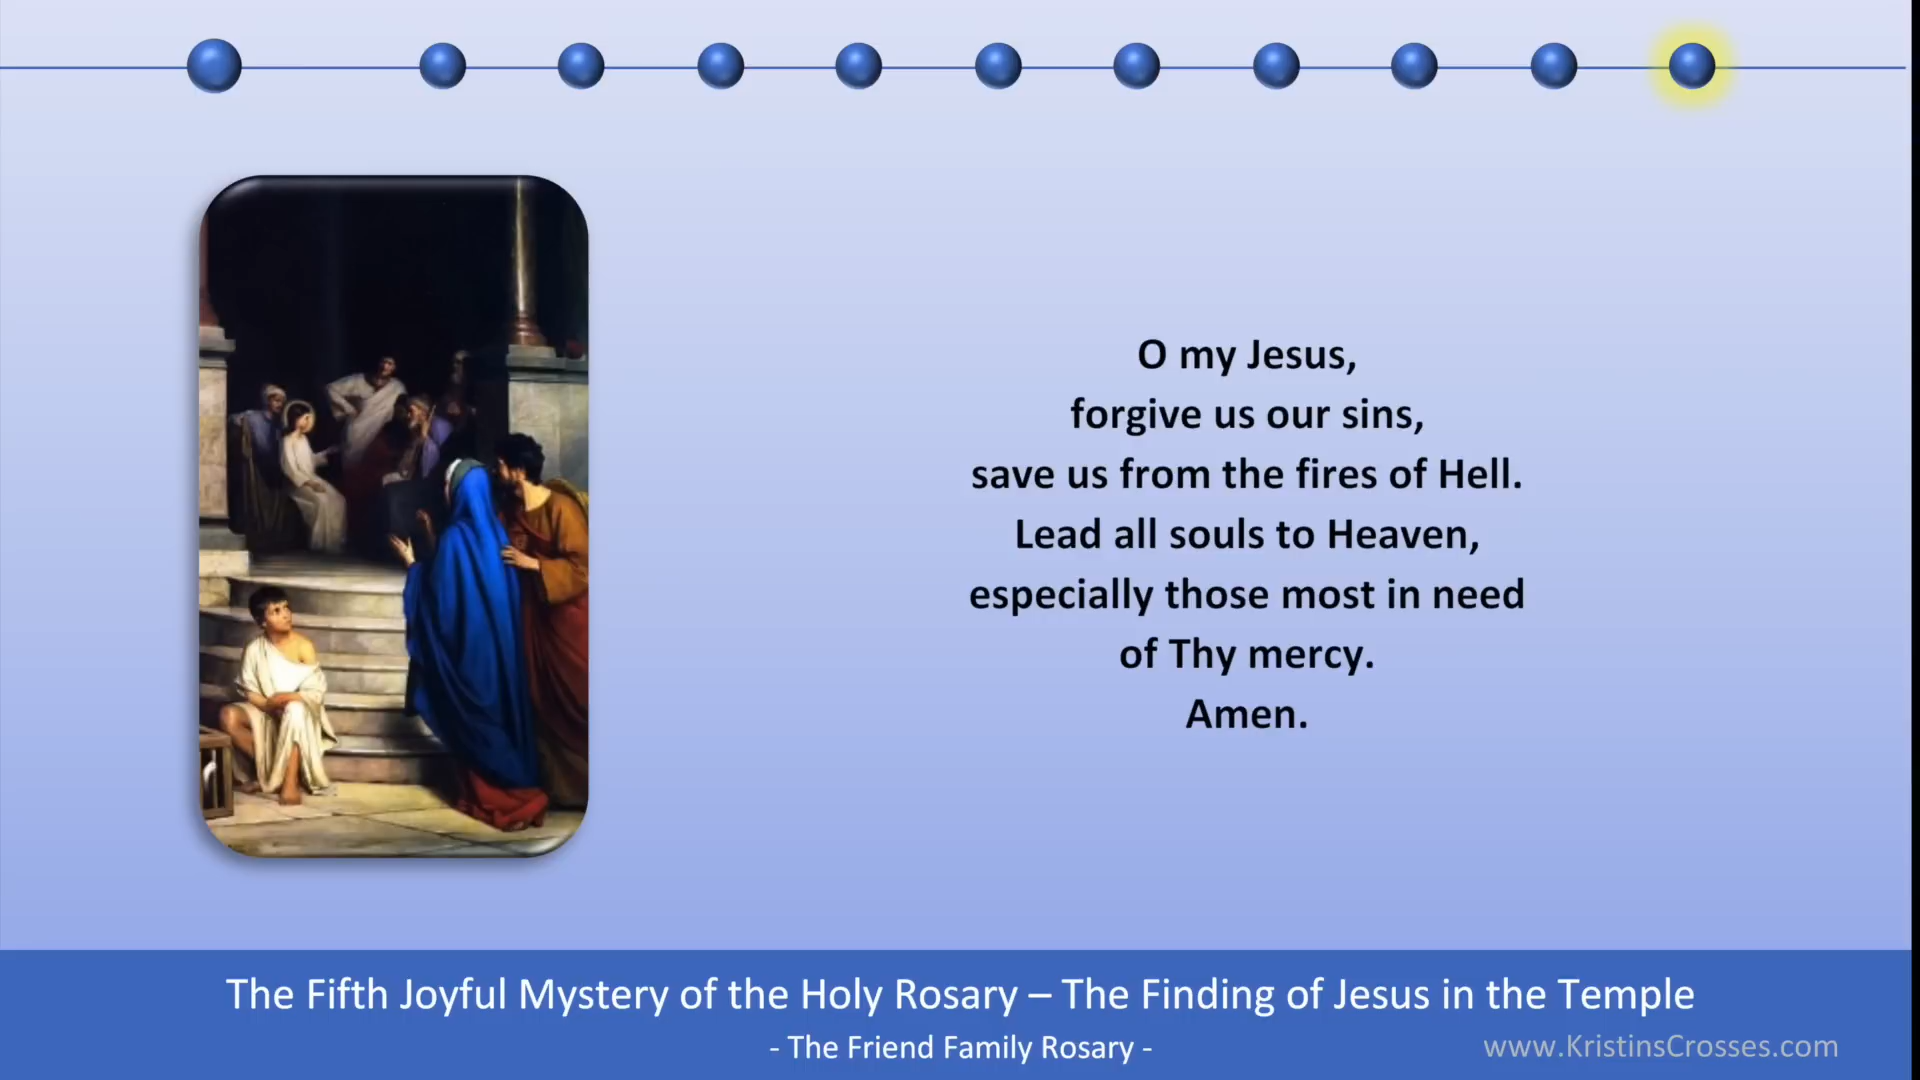 O my Jesus,
forgive us our sins,
save us from the fires of Hell.
Lead all souls to Heaven,
especially those most in need
of Thy mercy.
Amen.
The Fifth Joyful Mystery of the Holy Rosary – The Finding of Jesus in the Temple
- The Friend Family Rosary -
www.KristinsCrosses.com